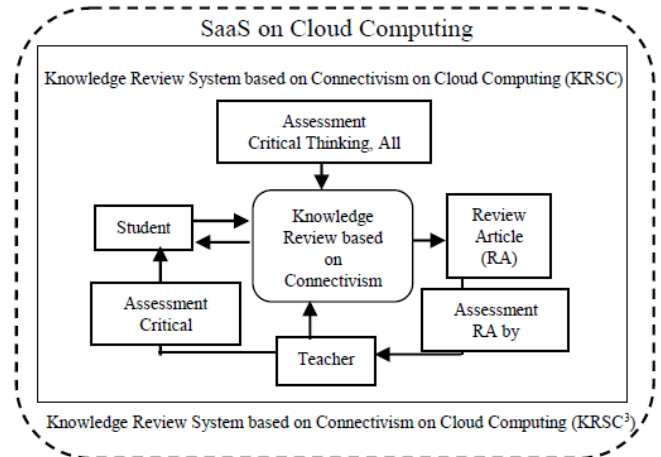 SaaS on Cloud Computing
Knowledge Review System based on Connectivism on Cloud Computing (KRSC)
Assessment
Critical Thinking, All
Student
Knowledge
Review based
on
Connectivism
Review
Article
(RA)
Assessment
Critical
Assessment
RA by
Teacher
Knowledge Review System based on Connectivism on Cloud Computing (KRSC³)